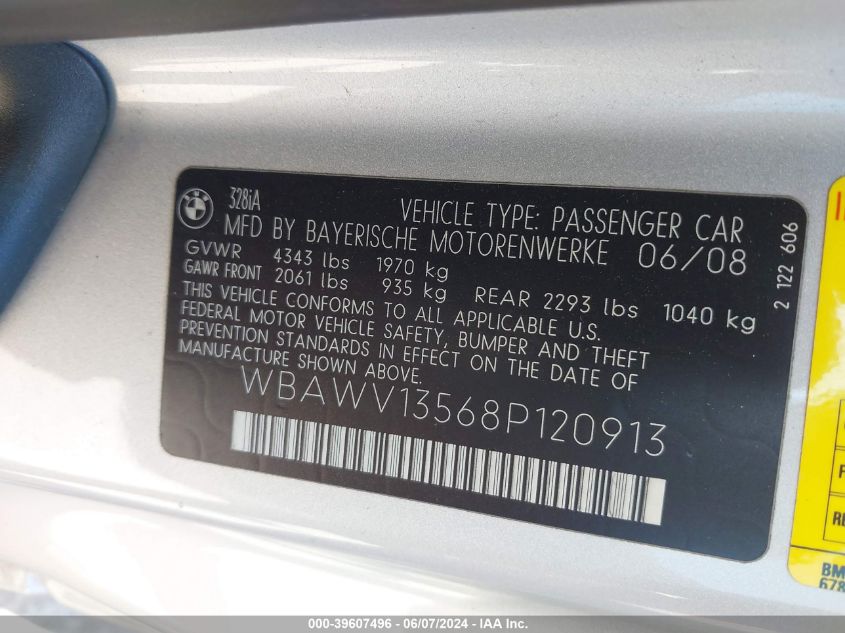 BMW
328iA
VEHICLE TYPE: PASSENGER CAR
MFD BY BAYERISCHE MOTORENWERKE 06/08
GVWR 4343 lbs 1970 kg
GAWR FRONT 2061 lbs 935 kg REAR 2293 lbs 1040 kg
THIS VEHICLE CONFORMS TO ALL APPLICABLE U.S.
FEDERAL MOTOR VEHICLE SAFETY, BUMPER AND THEFT
PREVENTION STANDARDS IN EFFECT ON THE DATE OF
MANUFACTURE SHOWN ABOVE.
WBAWV13568P120913
2 122 606
BM
678
000-39607496 - 06/07/2024 - IAA Inc.